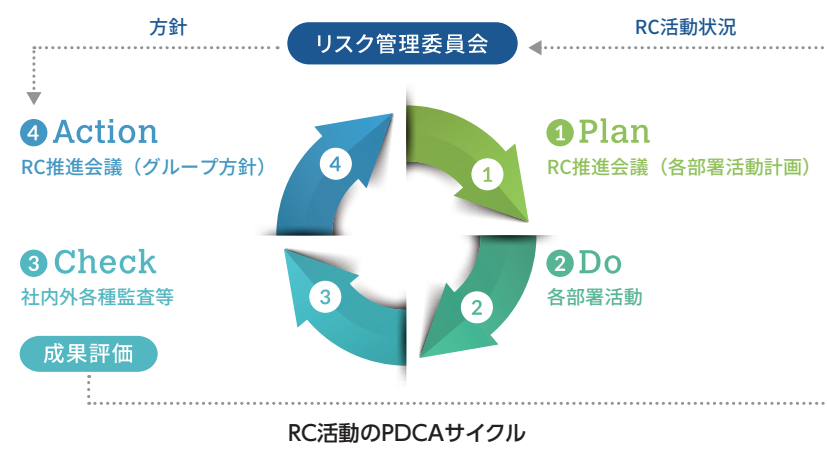 方針
リスク管理委員会
RC活動状況
4 Action
RC推進会議（グループ方針）
4
1
1 Plan
RC推進会議（各部署活動計画）
3 Check
社内外各種監査等
3
2
2 Do
各部署活動
成果評価
RC活動のPDCAサイクル